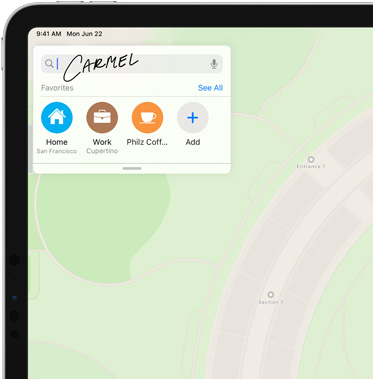 9:41 AM Mon Jun 22
CARMEL
Favorites See All
Home Work Philz Coff... Add
San Francisco Cupertino
Entrance 7
Section 7